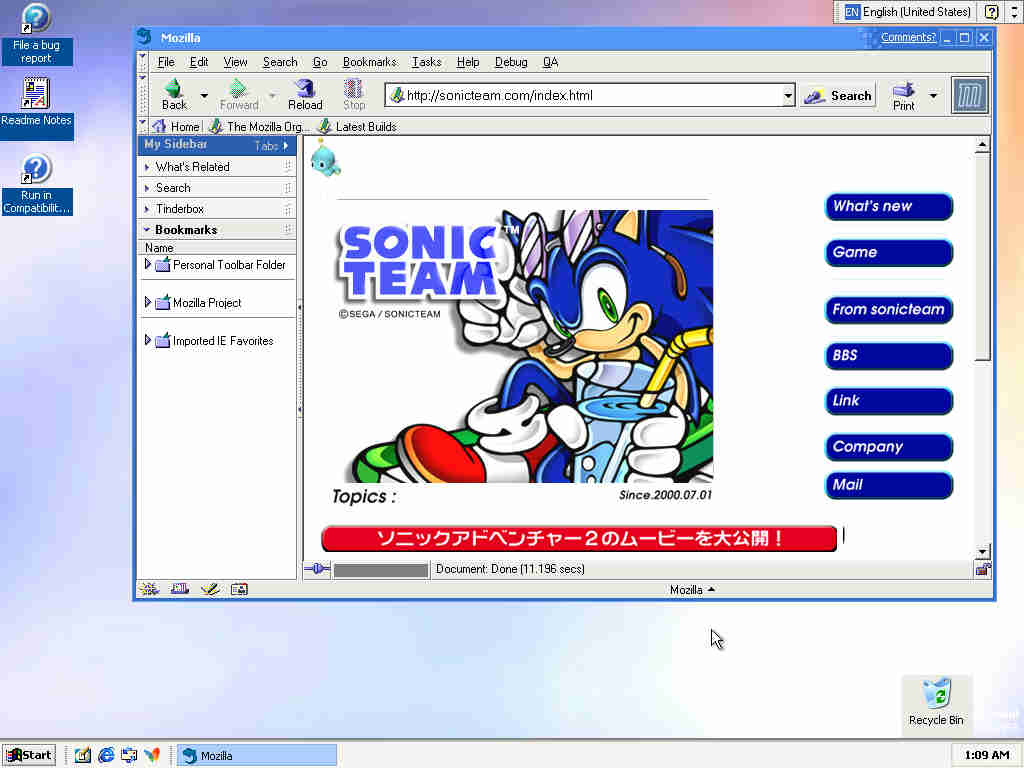 EN English (United States)
File a bug
report
Readme Notes
Run in
Compatibilit...
Mozilla
Comments?
File Edit View Search Go Bookmarks Tasks Help Debug QA
Back Forward Reload Stop
http://sonicteam.com/index.html
Search
Print
Home The Mozilla Org... Latest Builds
My Sidebar
Tabs
What's Related
Search
Tinderbox
Bookmarks
Name
Personal Toolbar Folder
Mozilla Project
Imported IE Favorites
SONIC
TEAM
TM
©SEGA / SONICTEAM
What's new
Game
From sonicteam
BBS
Link
Company
Mail
Topics :
Since.2000.07.01
ソニックアドベンチャー２のムービーを大公開！
Document: Done (11.196 secs)
Mozilla
Recycle Bin
Start
Mozilla
1:09 AM